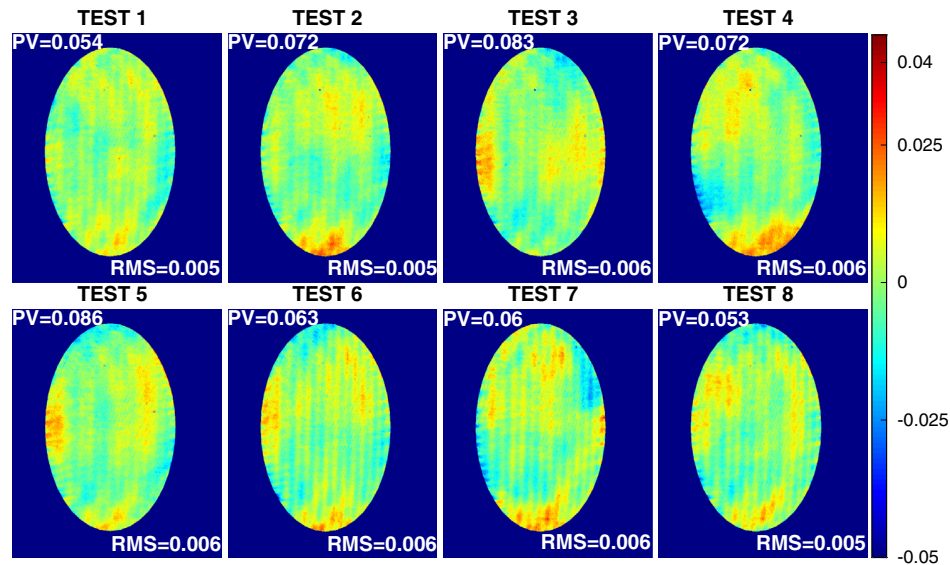 TEST 1 TEST 2 TEST 3 TEST 4
PV=0.054 PV=0.072 PV=0.083 PV=0.072
RMS=0.005 RMS=0.005 RMS=0.006 RMS=0.006
TEST 5 TEST 6 TEST 7 TEST 8
PV=0.086 PV=0.063 PV=0.06 PV=0.053
RMS=0.006 RMS=0.006 RMS=0.006 RMS=0.005
0.04
0.025
0
-0.025
-0.05